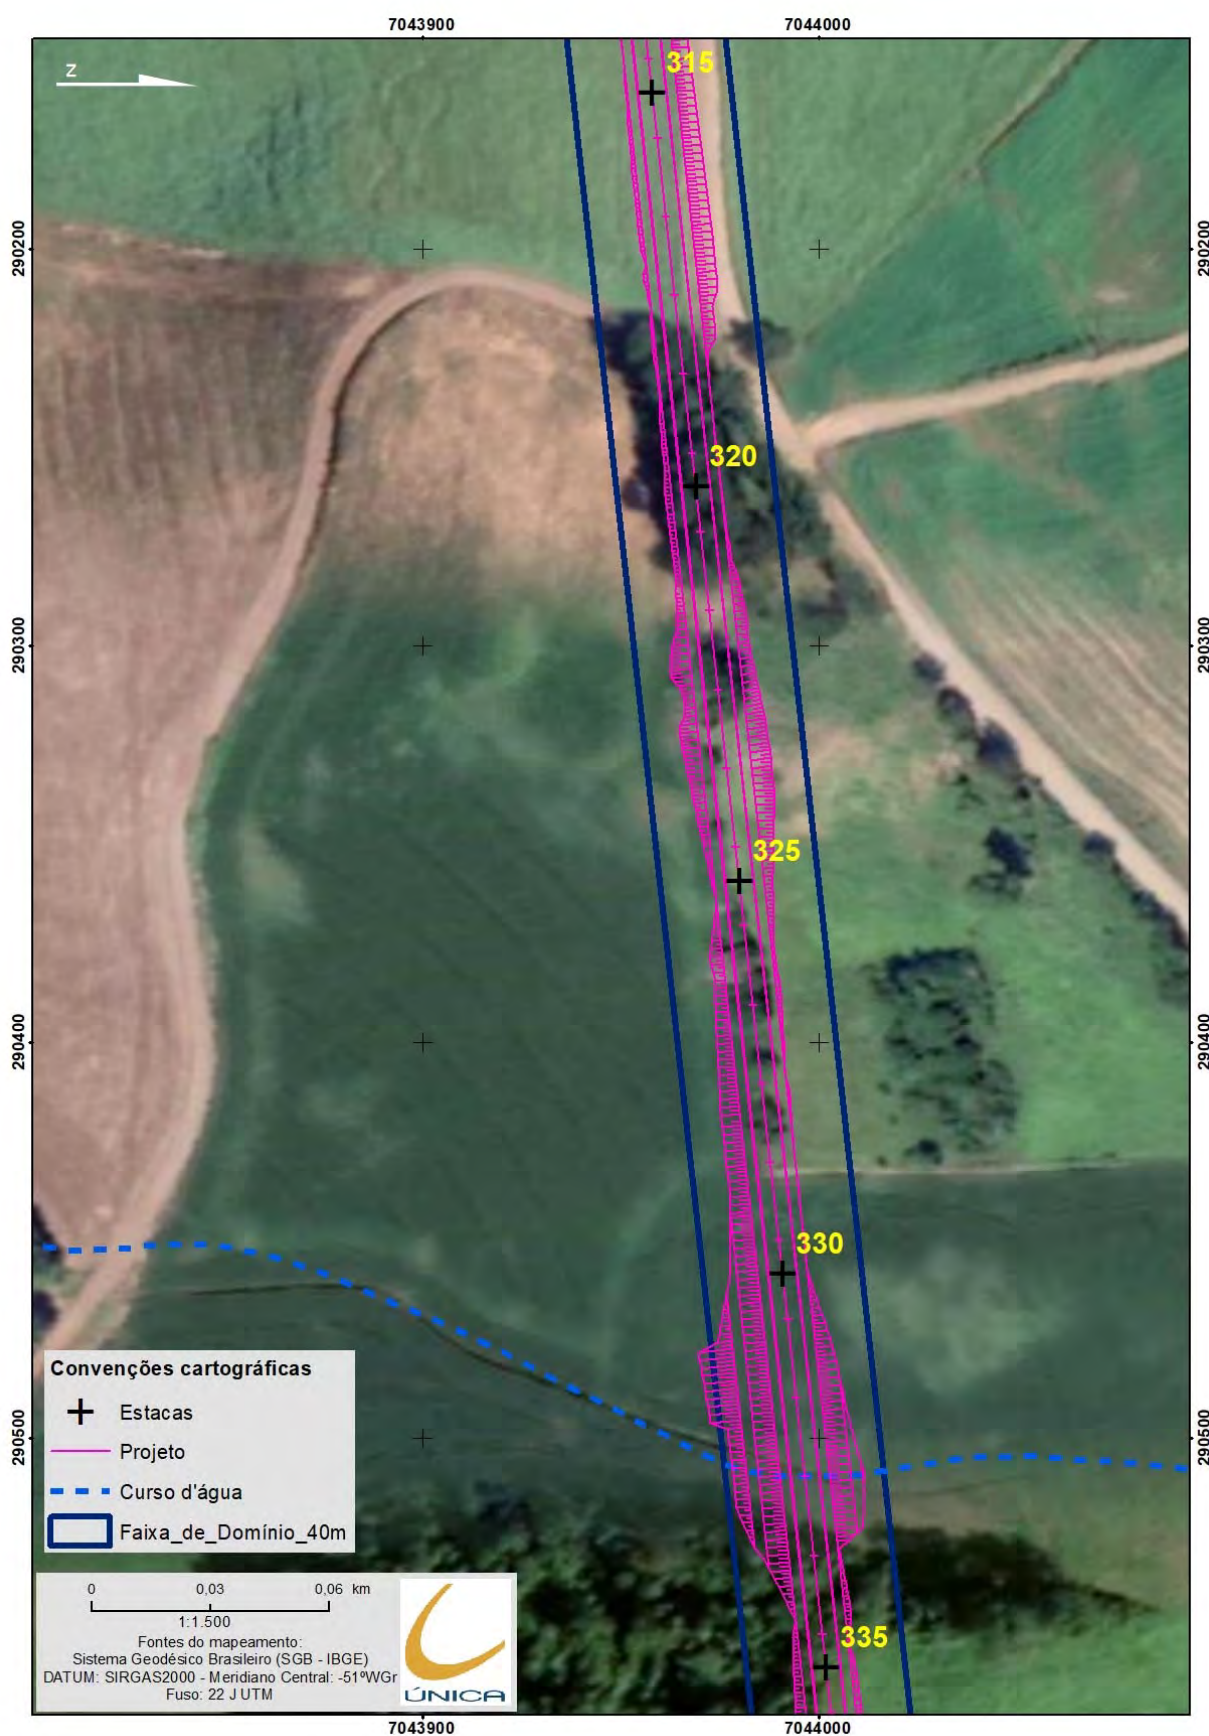 7043900
7044000
Z
315
290200
290200
320
290300
290300
325
290400
290400
330
Convenções cartográficas
Estacas
Projeto
Curso d'água
Faixa_de_Domínio_40m
290500
290500
0 0,03 0,06 km
1:1.500
Fontes do mapeamento:
Sistema Geodésico Brasileiro (SGB - IBGE)
DATUM: SIRGAS2000 - Meridiano Central: -51ºWGr
Fuso: 22 J UTM
ÚNICA
335
7043900
7044000